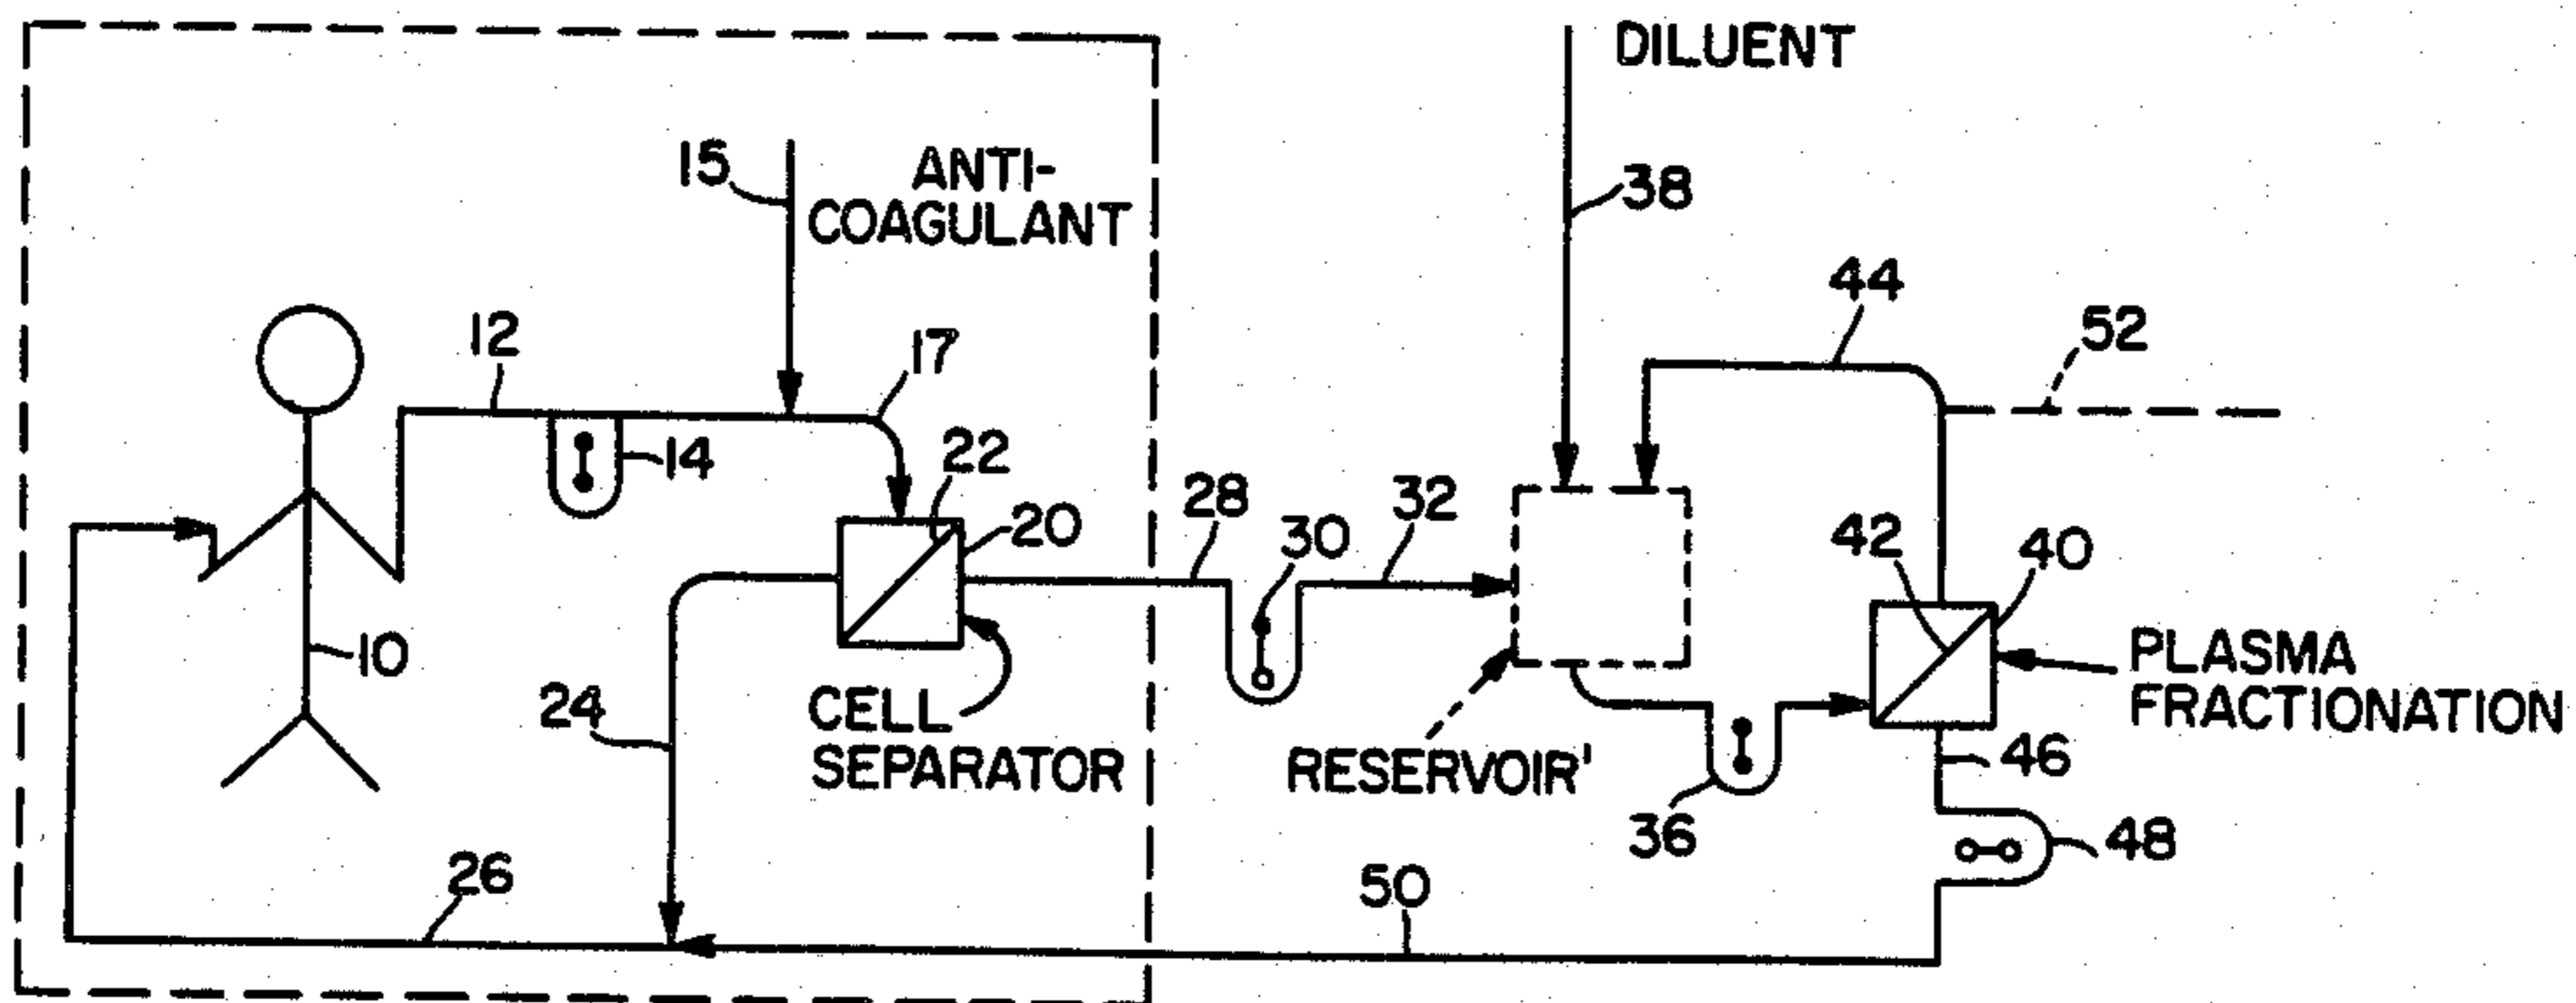 DILUENT
15
ANTI-
COAGULANT
38
44
52
12
17
14
22
20
28
30
32
42
40
10
24
CELL
SEPARATOR
RESERVOIR'
36
PLASMA
FRACTIONATION
46
48
26
50